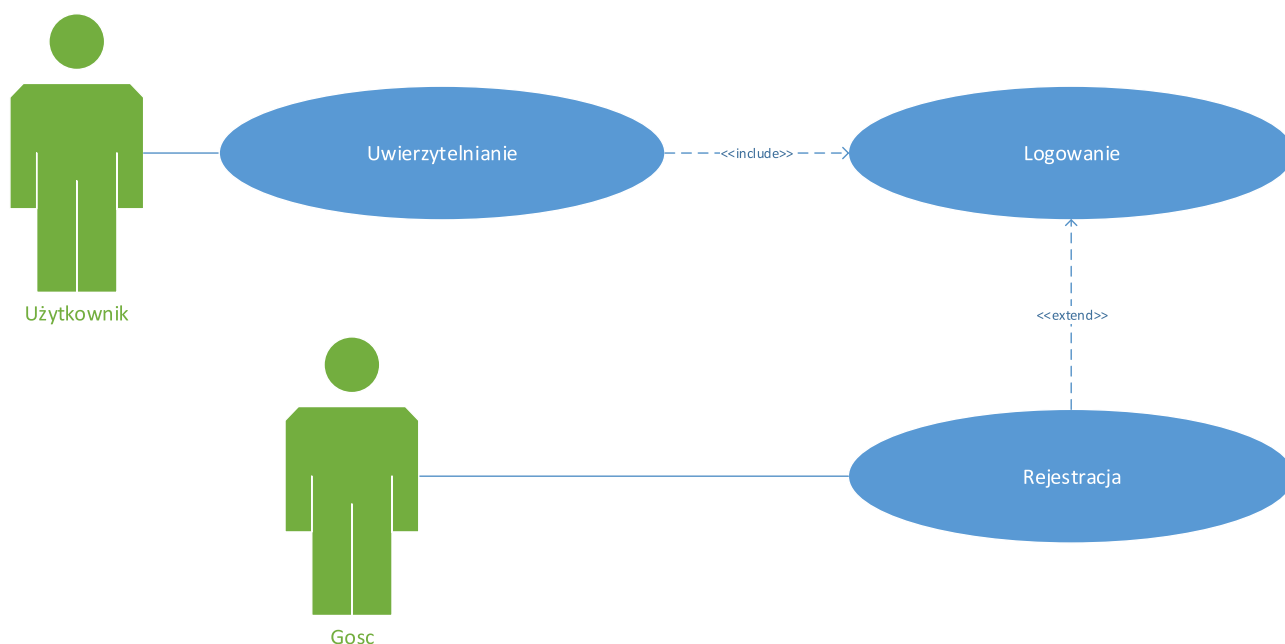 Uwierzytelnianie
<<include>>
Logowanie
Użytkownik
<<extend>>
Rejestracja
Gosc